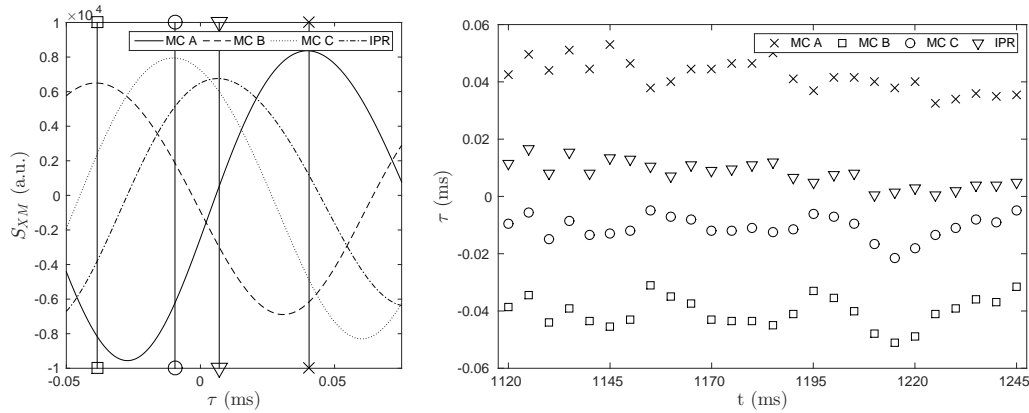 ×10⁴
MC A MC B MC C IPR
1
0.8
0.6
0.4
0.2
0
-0.2
-0.4
-0.6
-0.8
-1
S_XM (a.u.)
-0.05 0 0.05
τ (ms)
MC A MC B MC C IPR
0.06
0.04
0.02
0
-0.02
-0.04
-0.06
τ (ms)
1120 1145 1170 1195 1220 1245
t (ms)